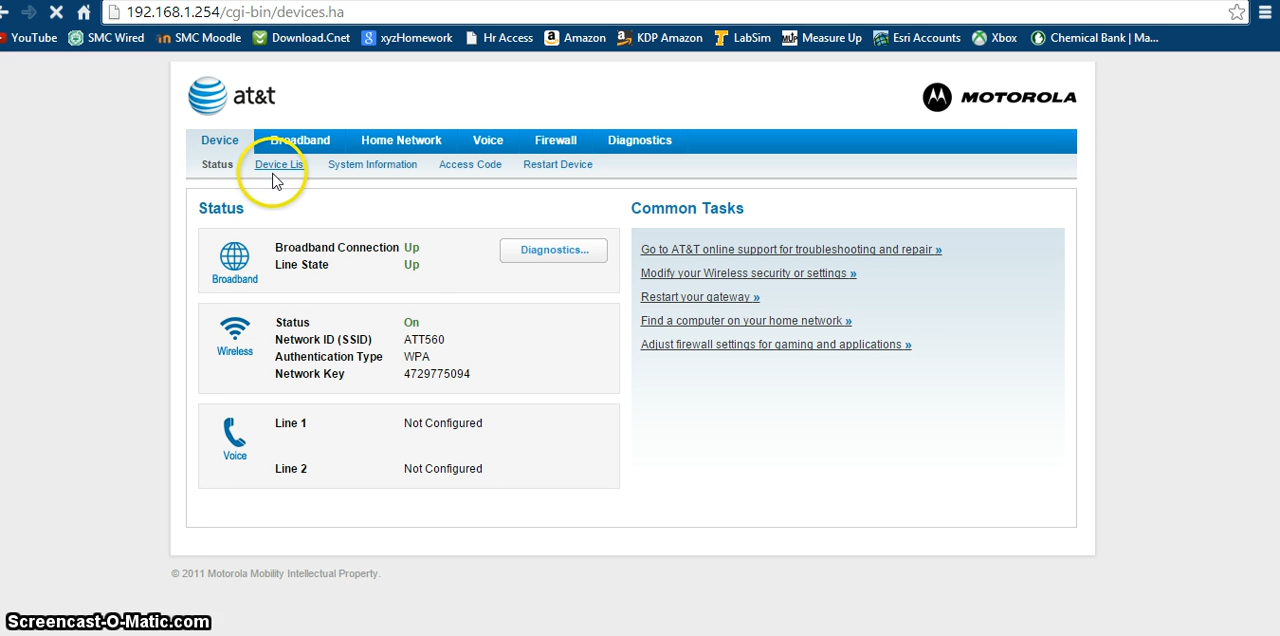 192.168.1.254/cgi-bin/devices.ha
YouTube SMC Wired in SMC Moodle Download.Cnet 8 xyzHomework Hr Access a Amazon KDP Amazon LabSim MUP Measure Up Esri Accounts Xbox Chemical Bank | Ma...
at&t MOTOROLA
Device Broadband Home Network Voice Firewall Diagnostics
Status Device Lis System Information Access Code Restart Device
Status Common Tasks
Broadband Connection Up Diagnostics... Go to AT&T online support for troubleshooting and repair »
Line State Up
Broadband
Modify your Wireless security or settings »
Restart your gateway »
Status On Find a computer on your home network »
Network ID (SSID) ATT560 Adjust firewall settings for gaming and applications »
Wireless
Authentication Type WPA
Network Key 4729775094
Line 1 Not Configured
Voice
Line 2 Not Configured
© 2011 Motorola Mobility Intellectual Property.
Screencast-O-Matic.com